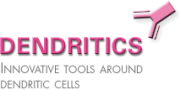 DENDRITICS
INNOVATIVE TOOLS AROUND
DENDRITIC CELLS